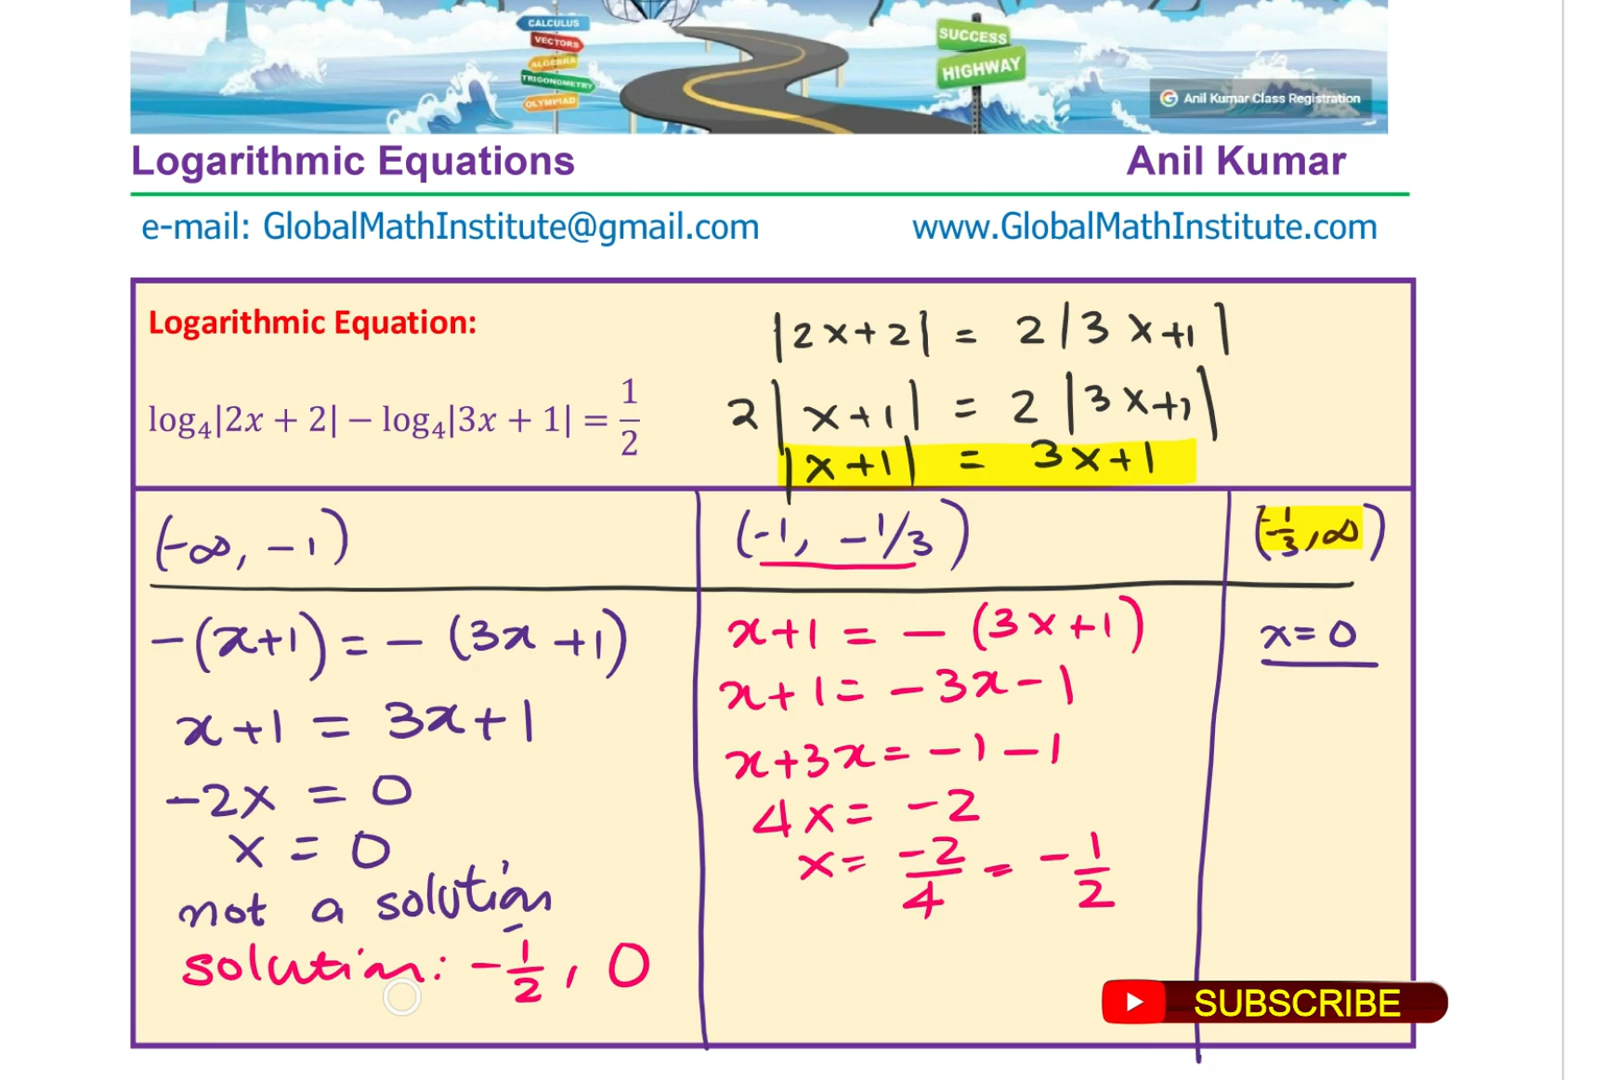 CALCULUS
VECTORS
ALGEBRA
TRIGONOMETRY
OLYMPIAD
SUCCESS
HIGHWAY
Anil Kumar Class Registration
Logarithmic Equations Anil Kumar
e-mail: GlobalMathInstitute@gmail.com www.GlobalMathInstitute.com
Logarithmic Equation:
log₄|2x + 2| − log₄|3x + 1| = 1/2
|2x+2| = 2|3x+1|
2|x+1| = 2|3x+1|
|x+1| = 3x+1
(-∞, -1)
-(x+1) = -(3x+1)
x+1 = 3x+1
-2x = 0
x = 0
not a solution
solution: -1/2, 0
(-1, -1/3)
x+1 = -(3x+1)
x+1 = -3x-1
x+3x = -1-1
4x = -2
x = -2/4 = -1/2
(-1/3, ∞)
x=0
SUBSCRIBE